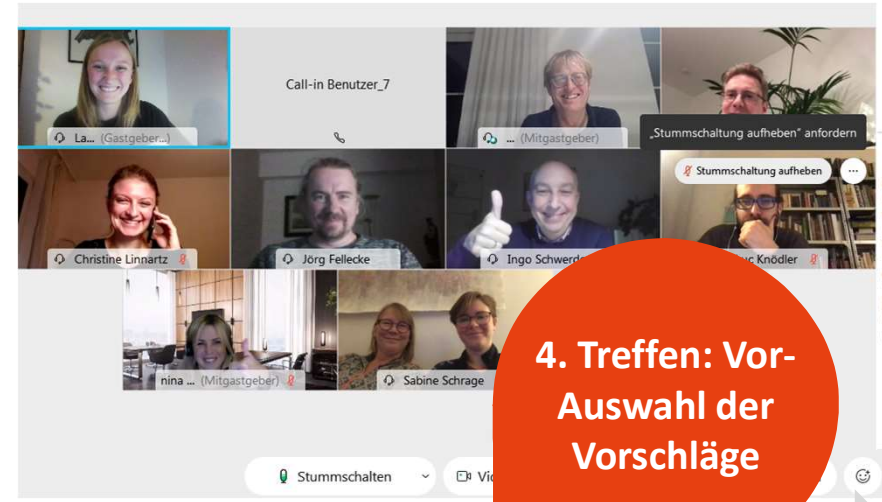 Call-in Benutzer_7
La... (Gastgeber...)
... (Mitgastgeber)
„Stummschaltung aufheben" anfordern
Stummschaltung aufheben
Christine Linnartz
Jörg Fellecke
Ingo Schwerd
uc Knödler
nina ... (Mitgastgeber)
Sabine Schrage
4. Treffen: Vor-
Auswahl der
Vorschläge
Stummschalten
Vi